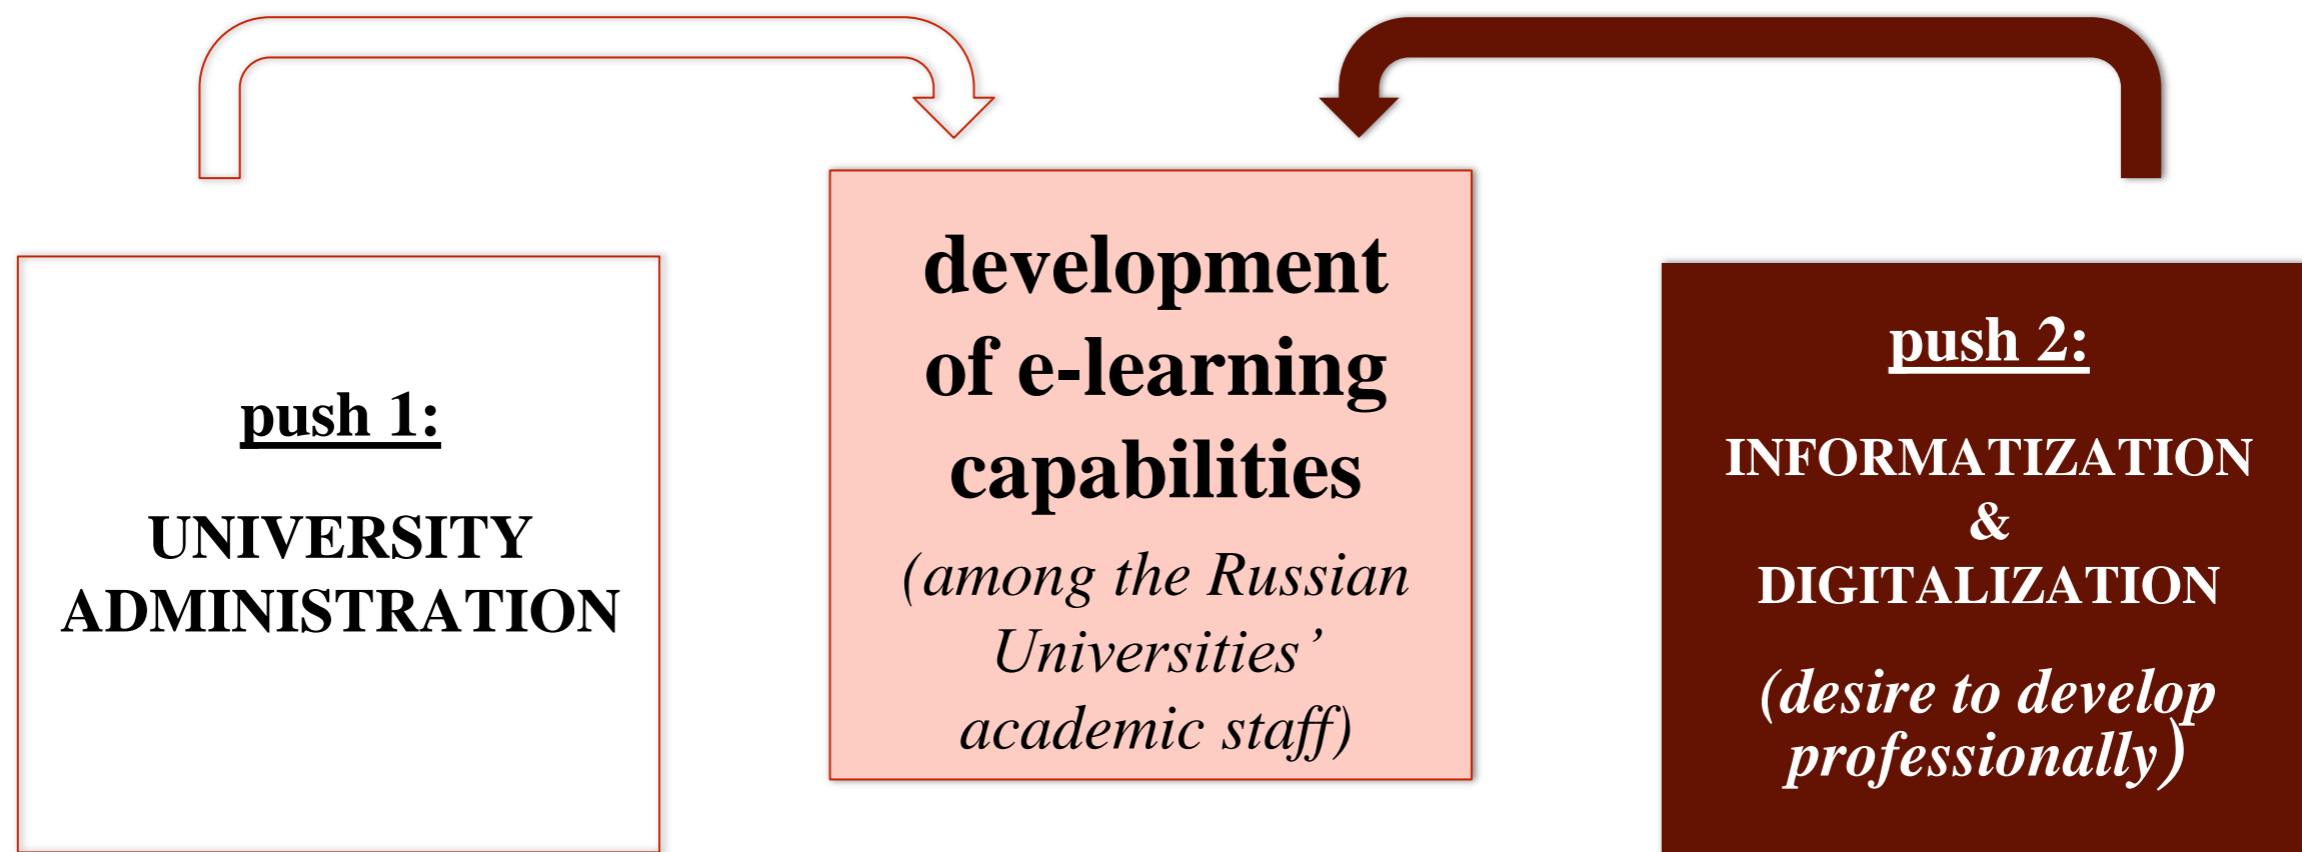 push 1:
UNIVERSITY
ADMINISTRATION
development
of e-learning
capabilities
(among the Russian
Universities’
academic staff)
push 2:
INFORMATIZATION
&
DIGITALIZATION
(desire to develop
professionally)